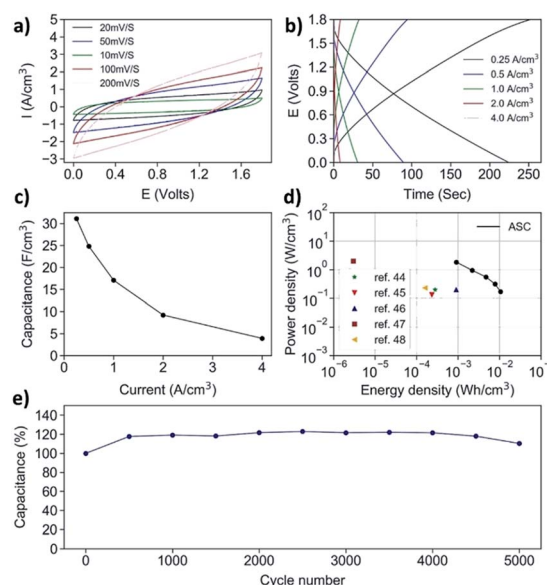 a)
I (A/cm³)
5
4
3
2
1
0
−1
−2
−3
20mV/S
50mV/S
10mV/S
100mV/S
200mV/S
0.0 0.4 0.8 1.2 1.6
E (Volts)
b)
E (Volts)
1.8
1.5
1.2
0.9
0.6
0.3
0.0
0.25 A/cm³
0.5 A/cm³
1.0 A/cm³
2.0 A/cm³
4.0 A/cm³
0 50 100 150 200 250
Time (Sec)
c)
Capacitance (F/cm³)
30
25
20
15
10
5
0
0 1 2 3 4
Current (A/cm³)
d)
Power density (W/cm³)
10²
10¹
10⁰
10⁻¹
10⁻²
10⁻³
ASC
ref. 44
ref. 45
ref. 46
ref. 47
ref. 48
10⁻⁶ 10⁻⁵ 10⁻⁴ 10⁻³ 10⁻² 10⁻¹
Energy density (Wh/cm³)
e)
Capacitance (%)
140
120
100
80
60
40
20
0
0 1000 2000 3000 4000 5000
Cycle number